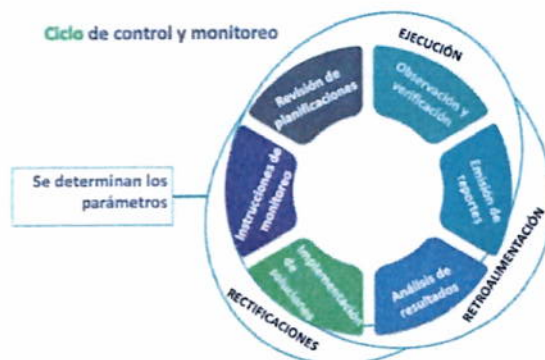 Ciclo de control y monitoreo
EJECUCIÓN
Revisión de
planificaciones
Observación y
verificación
Se determinan los
parámetros
Instrucciones de
monitoreo
Emisión de
reportes
Implementación
de
soluciones
Análisis de
resultados
RETROALIMENTACIÓN
RECTIFICACIONES